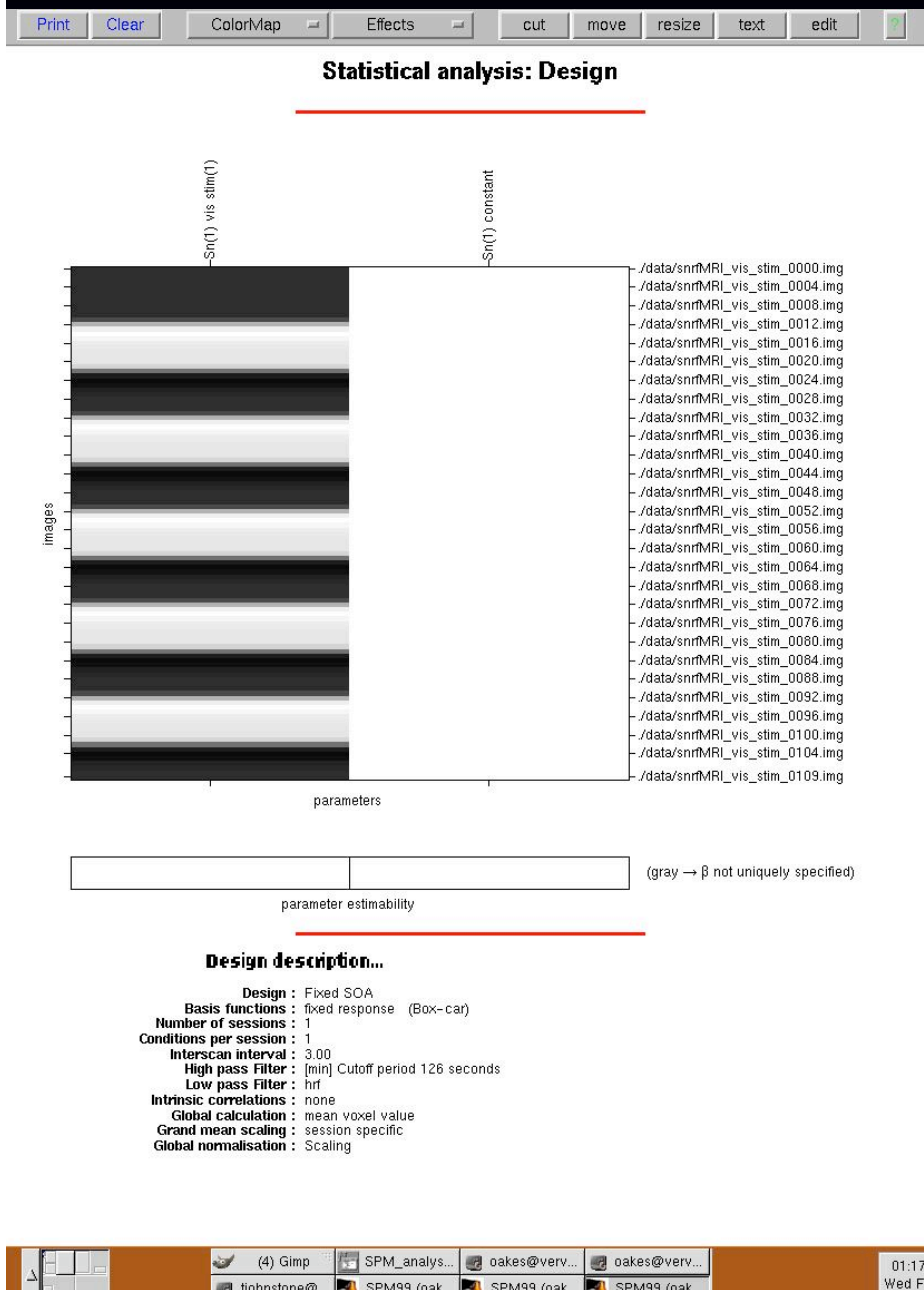 Print Clear ColorMap Effects cut move resize text edit ?
Statistical analysis: Design
Sn(1) vis stim(1)
Sn(1) constant
./data/snrfMRI_vis_stim_0000.img
./data/snrfMRI_vis_stim_0004.img
./data/snrfMRI_vis_stim_0008.img
./data/snrfMRI_vis_stim_0012.img
./data/snrfMRI_vis_stim_0016.img
./data/snrfMRI_vis_stim_0020.img
./data/snrfMRI_vis_stim_0024.img
./data/snrfMRI_vis_stim_0028.img
./data/snrfMRI_vis_stim_0032.img
./data/snrfMRI_vis_stim_0036.img
./data/snrfMRI_vis_stim_0040.img
./data/snrfMRI_vis_stim_0044.img
./data/snrfMRI_vis_stim_0048.img
./data/snrfMRI_vis_stim_0052.img
./data/snrfMRI_vis_stim_0056.img
./data/snrfMRI_vis_stim_0060.img
./data/snrfMRI_vis_stim_0064.img
./data/snrfMRI_vis_stim_0068.img
./data/snrfMRI_vis_stim_0072.img
./data/snrfMRI_vis_stim_0076.img
./data/snrfMRI_vis_stim_0080.img
./data/snrfMRI_vis_stim_0084.img
./data/snrfMRI_vis_stim_0088.img
./data/snrfMRI_vis_stim_0092.img
./data/snrfMRI_vis_stim_0096.img
./data/snrfMRI_vis_stim_0100.img
./data/snrfMRI_vis_stim_0104.img
./data/snrfMRI_vis_stim_0109.img
images
parameters
(gray → β not uniquely specified)
parameter estimability
Design description...
Design : Fixed SOA
Basis functions : fixed response (Box-car)
Number of sessions : 1
Conditions per session : 1
Interscan interval : 3.00
High pass Filter : [min] Cutoff period 126 seconds
Low pass Filter : hrf
Intrinsic correlations : none
Global calculation : mean voxel value
Grand mean scaling : session specific
Global normalisation : Scaling
(4) Gimp SPM_analys... oakes@verv... oakes@verv... 01:17
tjohnstone@ SPM99 (oak SPM99 (oak SPM99 (oak Wed F